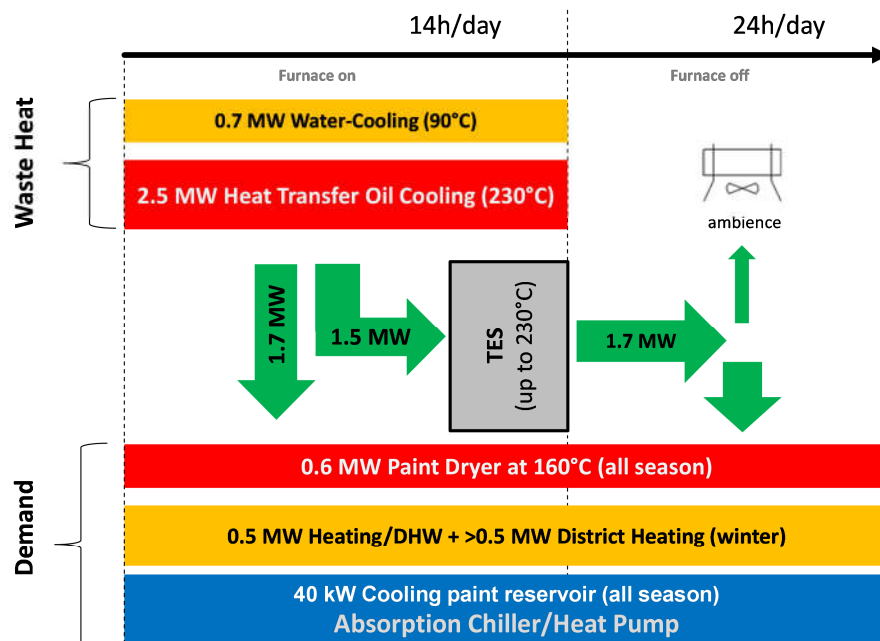 14h/day
24h/day
Furnace on
Furnace off
Waste Heat
0.7 MW Water-Cooling (90°C)
2.5 MW Heat Transfer Oil Cooling (230°C)
ambience
1.7 MW
1.5 MW
TES
(up to 230°C)
1.7 MW
Demand
0.6 MW Paint Dryer at 160°C (all season)
0.5 MW Heating/DHW + >0.5 MW District Heating (winter)
40 kW Cooling paint reservoir (all season)
Absorption Chiller/Heat Pump